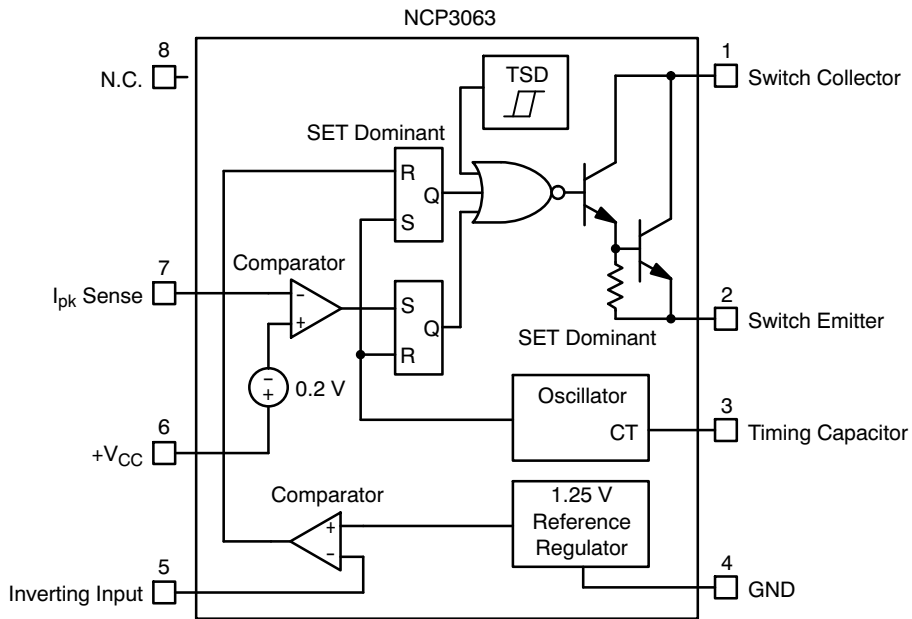 NCP3063
8
N.C.
TSD
1
Switch Collector
SET Dominant
R
Q
S
Comparator
7
Ipk Sense
-
+
S
Q
R
2
Switch Emitter
SET Dominant
-
+
0.2 V
Oscillator
CT
3
Timing Capacitor
6
+VCC
Comparator
+
-
1.25 V
Reference
Regulator
5
Inverting Input
4
GND